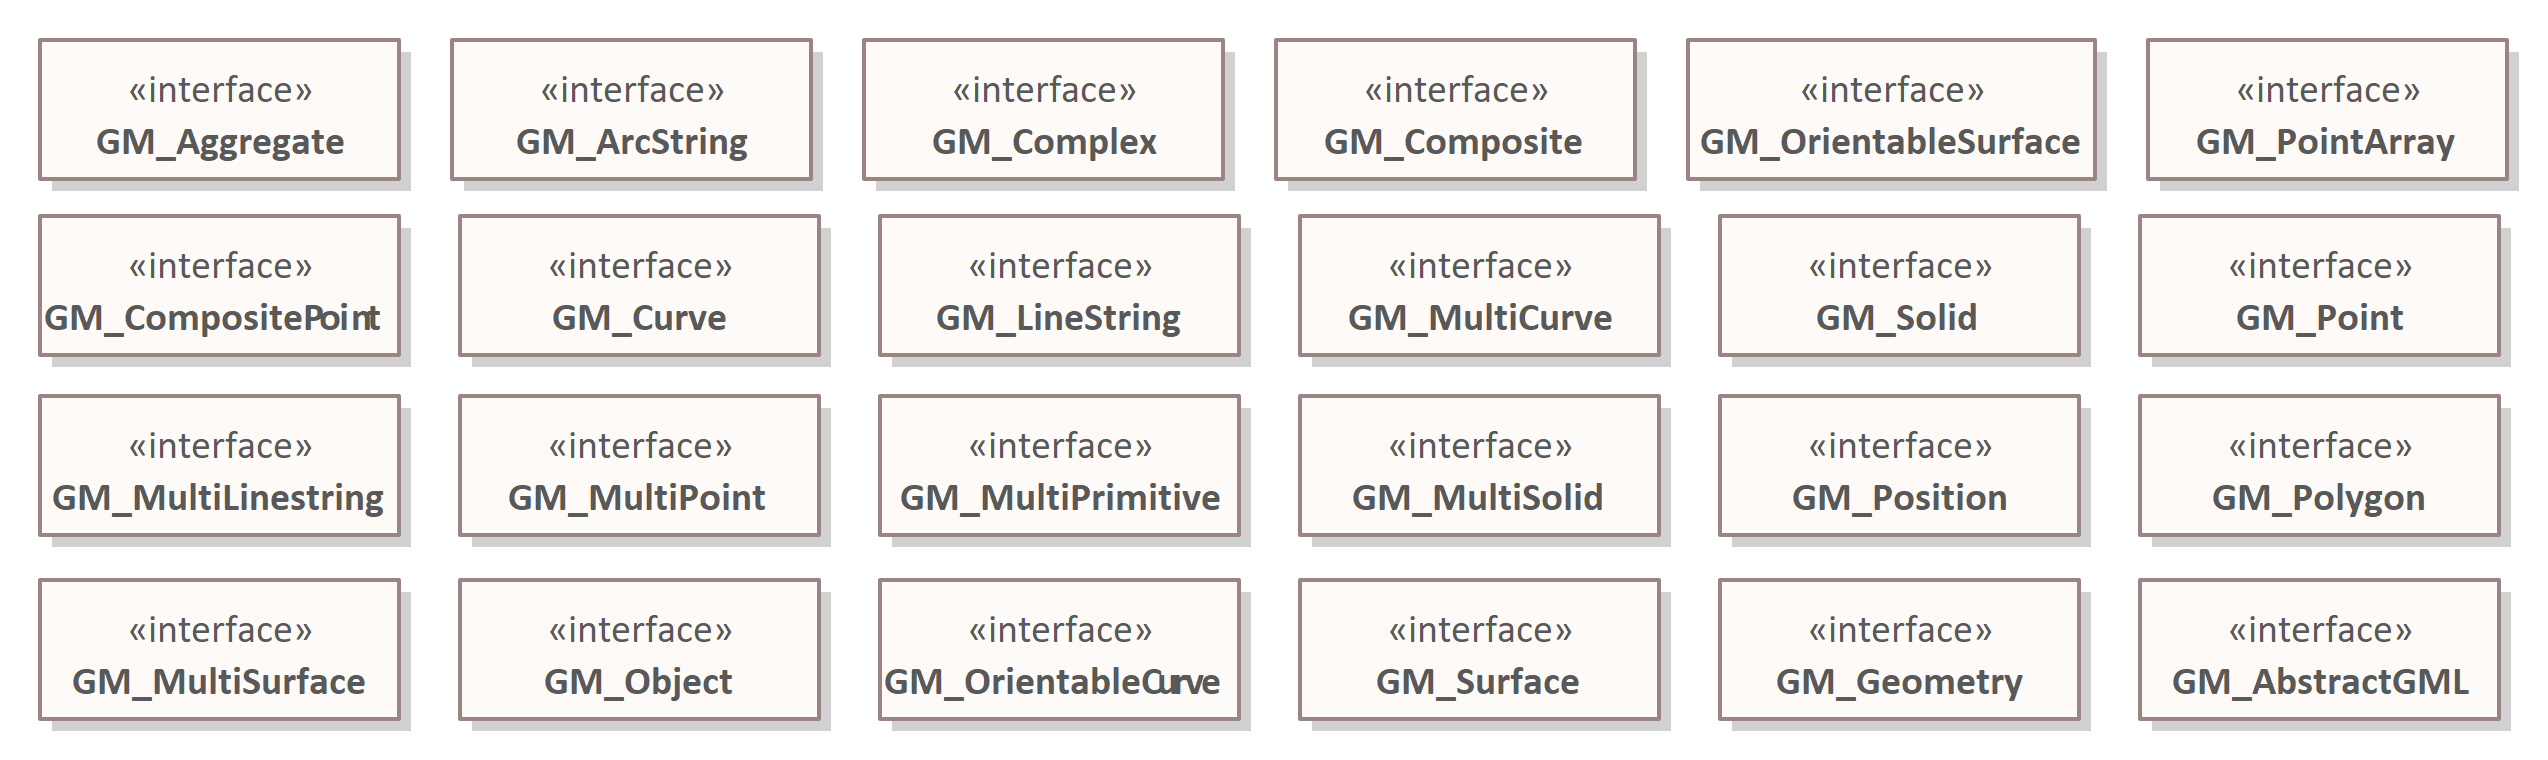 «interface» «interface» «interface» «interface» «interface» «interface»
GM_Aggregate GM_ArcString GM_Complex GM_Composite GM_OrientableSurface GM_PointArray
«interface» «interface» «interface» «interface» «interface» «interface»
GM_CompositePoint GM_Curve GM_LineString GM_MultiCurve GM_Solid GM_Point
«interface» «interface» «interface» «interface» «interface» «interface»
GM_MultiLinestring GM_MultiPoint GM_MultiPrimitive GM_MultiSolid GM_Position GM_Polygon
«interface» «interface» «interface» «interface» «interface» «interface»
GM_MultiSurface GM_Object GM_OrientableCurve GM_Surface GM_Geometry GM_AbstractGML